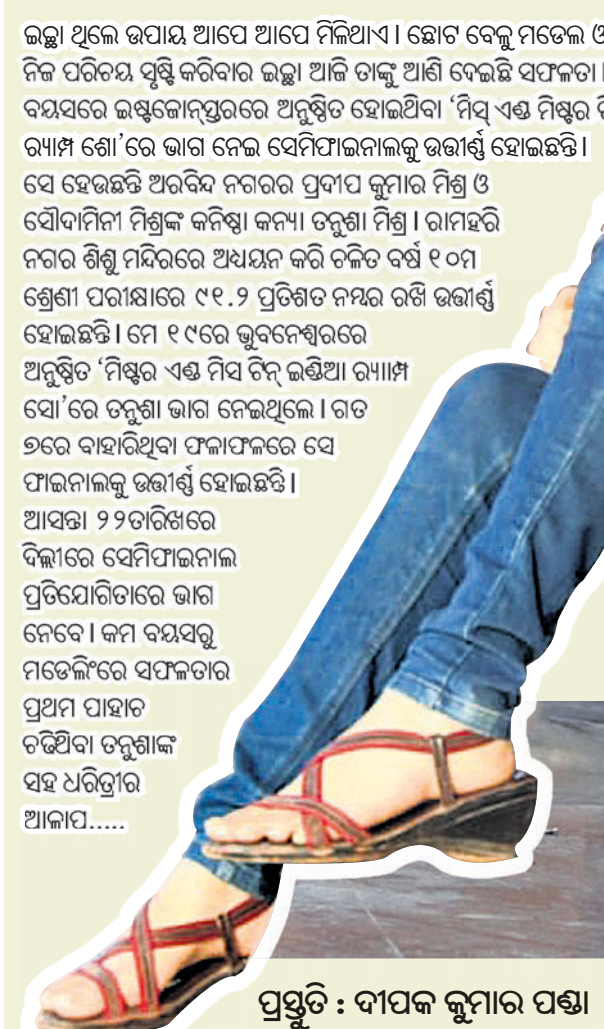 ଇଚ୍ଛା ଥିଲେ ଉପାୟ ଆପେ ଆପେ ମିଳିଥାଏ । ଛୋଟ ବେଳୁ ମଡେଲ ଓ
ନିଜ ପରିଚୟ ସୃଷ୍ଟି କରିବାର ଇଚ୍ଛା ଆଜି ତାଙ୍କୁ ଆଣି ଦେଇଛି ସଫଳତା ।
ବୟସରେ ଇଷ୍ଟଜୋନ୍‌ସ୍ତରରେ ଅନୁଷ୍ଠିତ ହୋଇଥିବା ‘ମିସ୍ ଏଣ୍ଡ ମିଷ୍ଟର
ର‍୍ୟାମ୍ପ ଶୋ’ରେ ଭାଗ ନେଇ ସେମିଫାଇନାଲକୁ ଉତ୍ତୀର୍ଣ୍ଣ ହୋଇଛନ୍ତି ।
ସେ ହେଉଛନ୍ତି ଅରବିନ୍ଦ ନଗରର ପ୍ରଦୀପ କୁମାର ମିଶ୍ର ଓ
ସୌଦାମିନୀ ମିଶ୍ରଙ୍କ କନିଷ୍ଠା କନ୍ୟା ତନୁଶା ମିଶ୍ର । ରାମହରି
ନଗର ଶିଶୁ ମନ୍ଦିରରେ ଅଧ୍ୟୟନ କରି ଚଳିତ ବର୍ଷ ୧୦ମ
ଶ୍ରେଣୀ ପରୀକ୍ଷାରେ ୯୧.୨ ପ୍ରତିଶତ ନମ୍ବର ରଖି ଉତ୍ତୀର୍ଣ୍ଣ
ହୋଇଛନ୍ତି । ମେ ୧୯ରେ ଭୁବନେଶ୍ୱରରେ
ଅନୁଷ୍ଠିତ ‘ମିଷ୍ଟର ଏଣ୍ଡ ମିସ ଟିନ୍ ଇଣ୍ଡିଆ ର‍୍ୟାମ୍ପ
ସୋ’ରେ ତନୁଶା ଭାଗ ନେଇଥିଲେ । ଗତ
୭ରେ ବାହାରିଥିବା ଫଳାଫଳରେ ସେ
ଫାଇନାଲକୁ ଉତ୍ତୀର୍ଣ୍ଣ ହୋଇଛନ୍ତି ।
ଆସନ୍ତା ୨୨ତାରିଖରେ
ଦିଲ୍ଲୀରେ ସେମିଫାଇନାଲ
ପ୍ରତିଯୋଗିତାରେ ଭାଗ
ନେବେ । କମ ବୟସରୁ
ମଡେଲିଂରେ ସଫଳତାର
ପ୍ରଥମ ପାହାଚ
ଚଢିଥିବା ତନୁଶାଙ୍କ
ସହ ଧରିତ୍ରୀର
ଆଳାପ.....
ପ୍ରସ୍ତୁତି : ଦୀପକ କୁମାର ପଣ୍ଡା